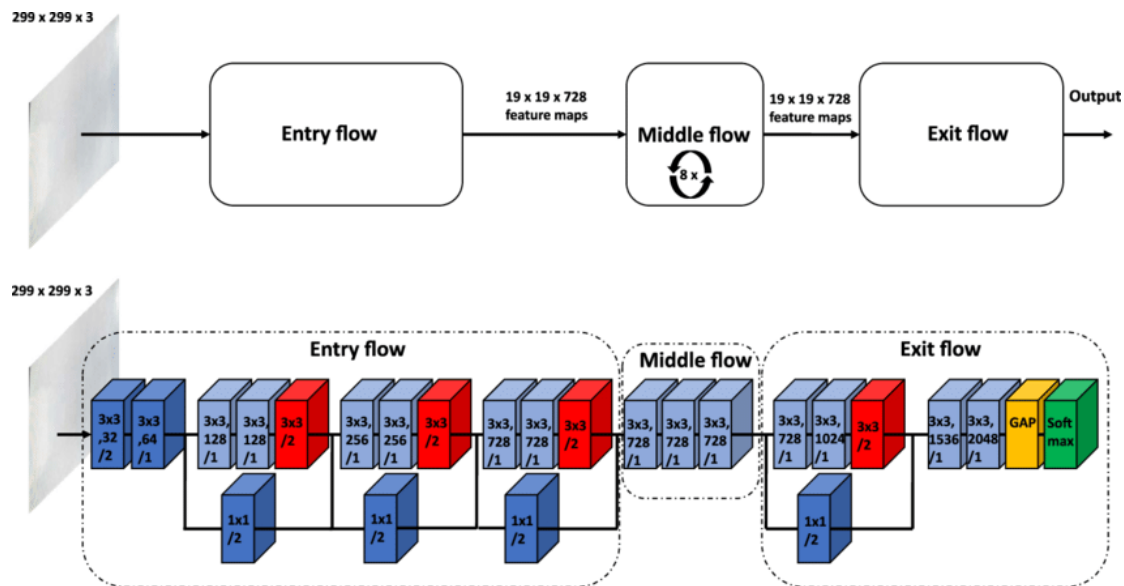 299 x 299 x 3
Entry flow
19 x 19 x 728
feature maps
Middle flow
8 x
19 x 19 x 728
feature maps
Exit flow
Output
299 x 299 x 3
Entry flow
Middle flow
Exit flow
3x3
,32
/2
3x3
,64
/1
3x3,
128
/1
3x3,
128
/1
3x3
/2
3x3,
256
/1
3x3,
256
/1
3x3
/2
3x3,
728
/1
3x3,
728
/1
3x3
/2
3x3,
728
/1
3x3,
728
/1
3x3,
728
/1
3x3,
728
/1
3x3,
1024
/1
3x3
/2
3x3,
1536
/1
3x3,
2048
/1
GAP
Soft
max
1x1
/2
1x1
/2
1x1
/2
1x1
/2